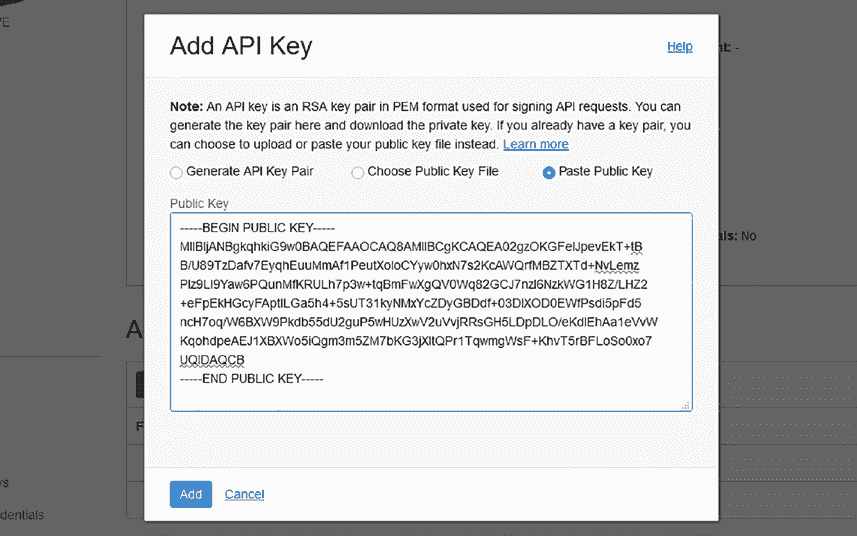 Add API Key
Help
Note: An API key is an RSA key pair in PEM format used for signing API requests. You can
generate the key pair here and download the private key. If you already have a key pair, you
can choose to upload or paste your public key file instead. Learn more
Generate API Key Pair
Choose Public Key File
Paste Public Key
Public Key
-----BEGIN PUBLIC KEY-----
MIIBIjANBgkqhkiG9w0BAQEFAAOCAQ8AMIIBCgKCAQEA02gzOKGFelJpevEkT+tB
B/U89TzDafv7EyqhEuuMmAf1PeutXoloCYyw0hxN7s2KcAWQrfMBZTXTd+NvLemz
Plz9LI9Yaw6PQunMfKRULh7p3w+tqBmFwXgQV0Wq82GCJ7nzI6NzkWG1H8Z/LHZ2
+eFpEkHGcyFAptlLGa5h4+5sUT31kyNMxYcZDyGBDdf+03DlXOD0EWfPsdi5pFd5
ncH7oq/W6BXW9Pkdb55dU2guP5wHUzXwV2uVvjRRsGH5LDpDLO/eKdlEhAa1eVvW
KqohdpeAEJ1XBXWo5iQgm3m5ZM7bKG3jXltQPr1TqwmgWsF+KhvT5rBFLoSo0xo7
UQIDAQCB
-----END PUBLIC KEY-----
Add
Cancel
No
dentials